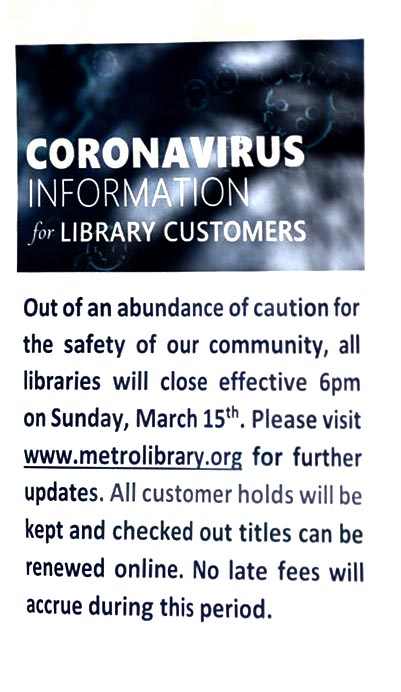 CORONAVIRUS
INFORMATION
for LIBRARY CUSTOMERS
Out of an abundance of caution for
the safety of our community, all
libraries will close effective 6pm
on Sunday, March 15th. Please visit
www.metrolibrary.org for further
updates. All customer holds will be
kept and checked out titles can be
renewed online. No late fees will
accrue during this period.